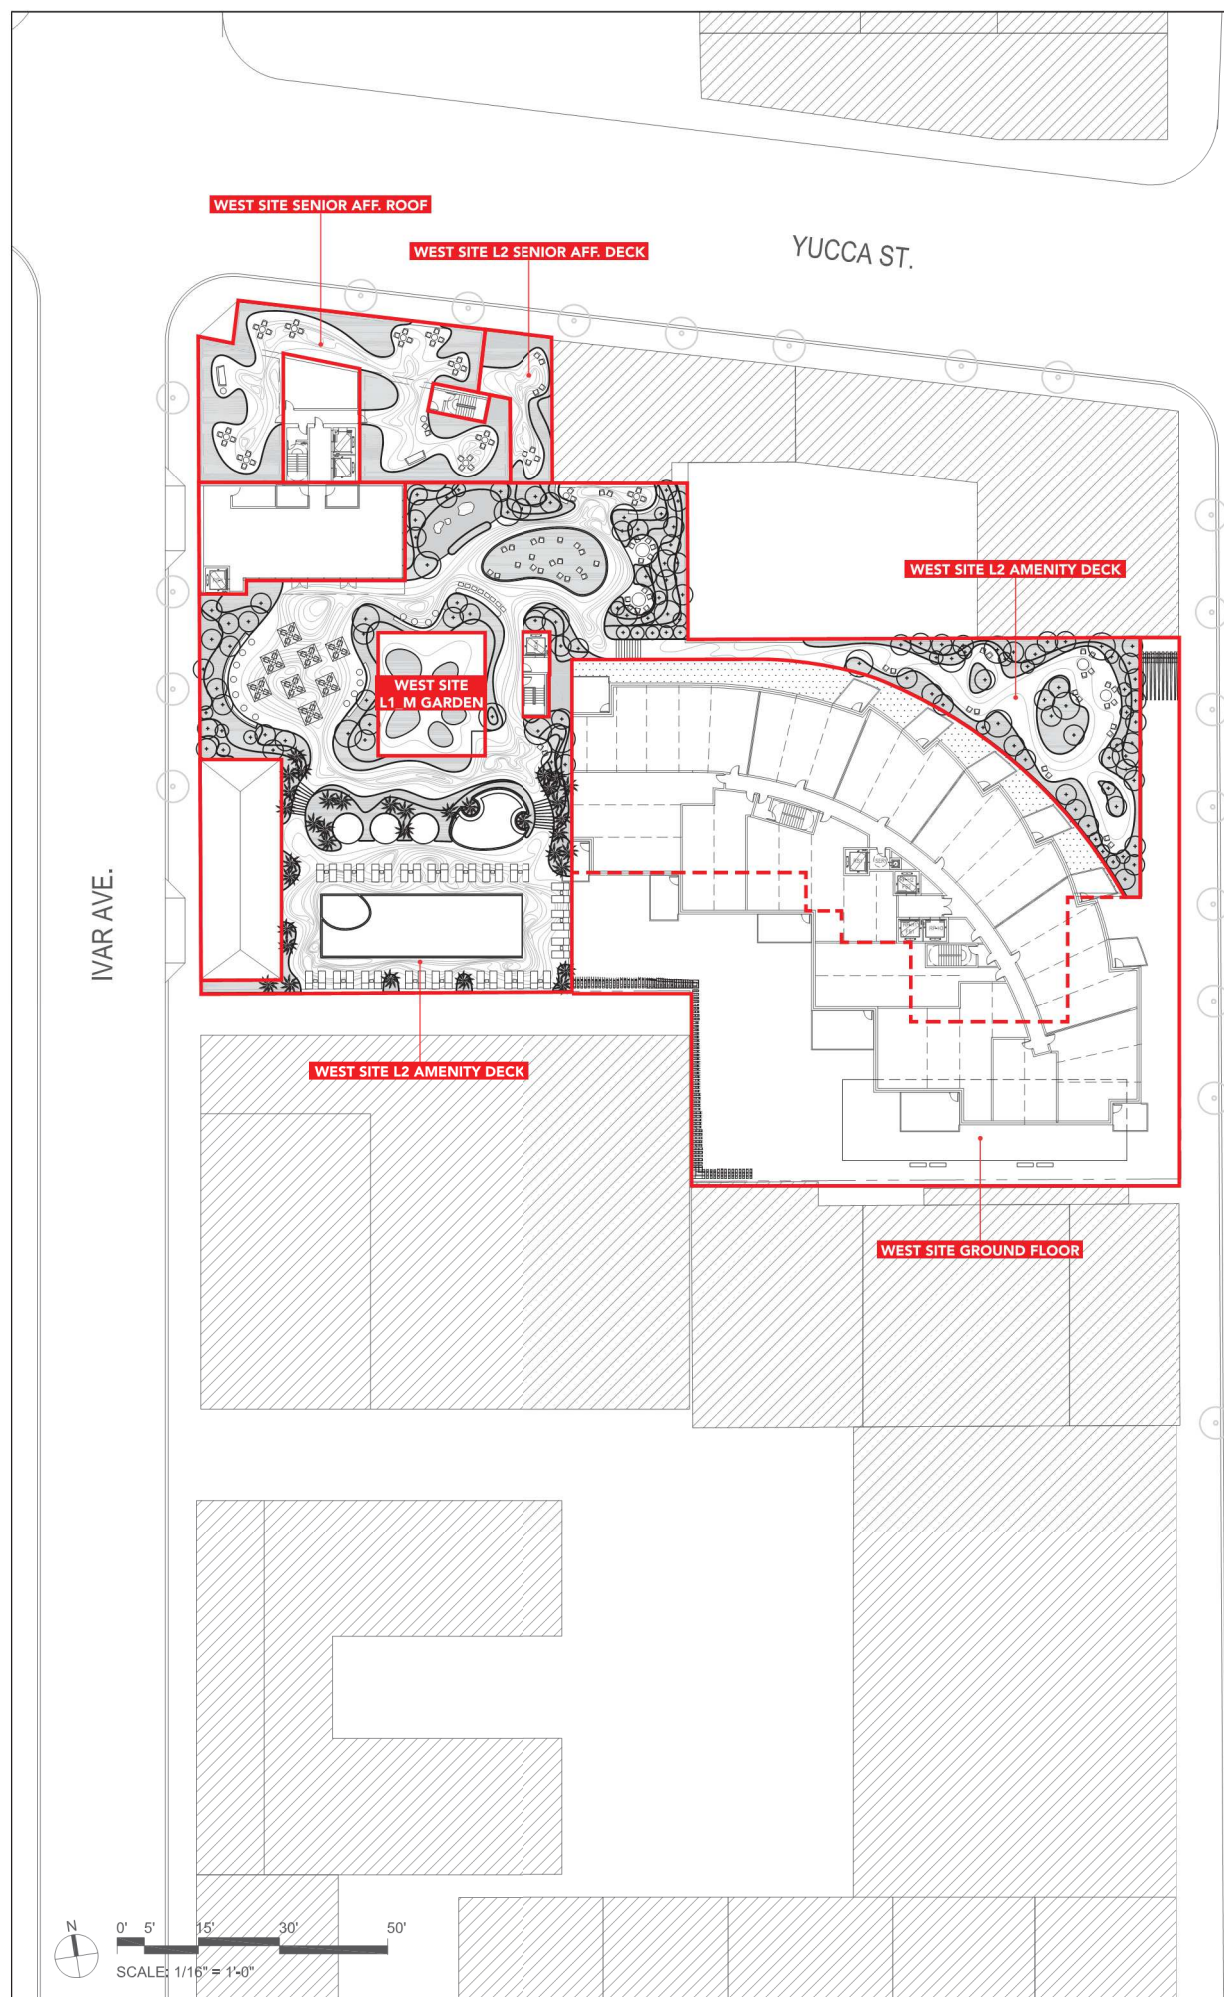 WEST SITE SENIOR AFF. ROOF
WEST SITE L2 SENIOR AFF. DECK
YUCCA ST.
WEST SITE L2 AMENITY DECK
WEST SITE
L1_M GARDEN
IVAR AVE.
WEST SITE L2 AMENITY DECK
WEST SITE GROUND FLOOR
N
0' 5' 15' 30' 50'
SCALE: 1/16" = 1'-0"